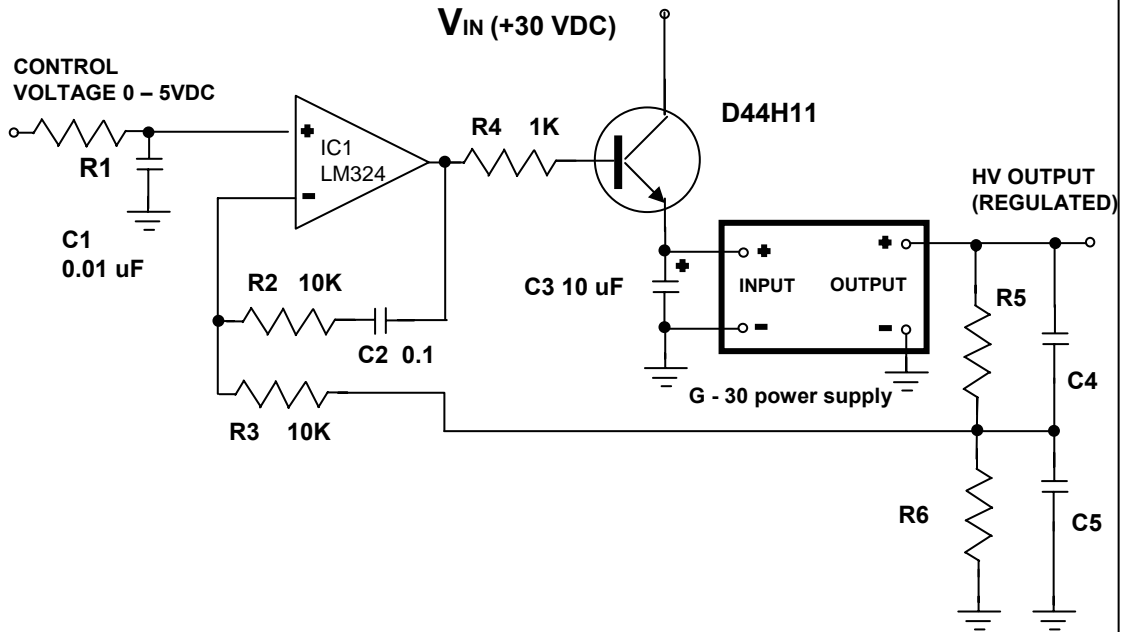 VIN (+30 VDC)
CONTROL
VOLTAGE 0 – 5VDC
D44H11
R4 1K
+
IC1
LM324
-
R1
HV OUTPUT
(REGULATED)
C1
0.01 uF
+
+
+
C3 10 uF
INPUT
OUTPUT
R5
R2 10K
-
-
C2 0.1
C4
G - 30 power supply
R3 10K
R6
C5